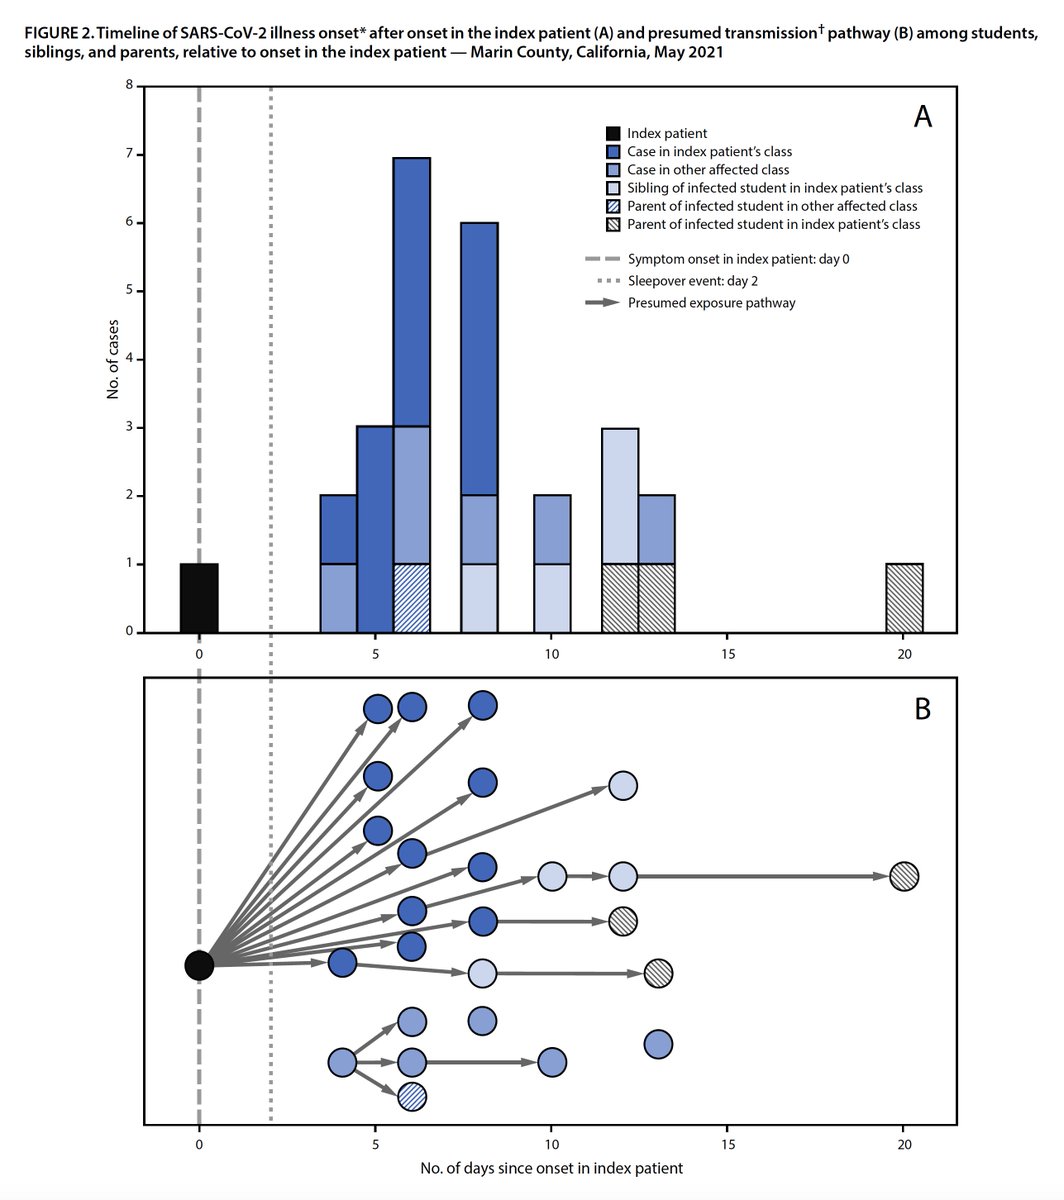 FIGURE 2. Timeline of SARS-CoV-2 illness onset* after onset in the index patient (A) and presumed transmission† pathway (B) among students,
siblings, and parents, relative to onset in the index patient — Marin County, California, May 2021
A
Index patient
Case in index patient's class
Case in other affected class
Sibling of infected student in index patient's class
Parent of infected student in other affected class
Parent of infected student in index patient's class
Symptom onset in index patient: day 0
Sleepover event: day 2
Presumed exposure pathway
No. of cases
8
7
6
5
4
3
2
1
0
0 5 10 15 20
B
0 5 10 15 20
No. of days since onset in index patient